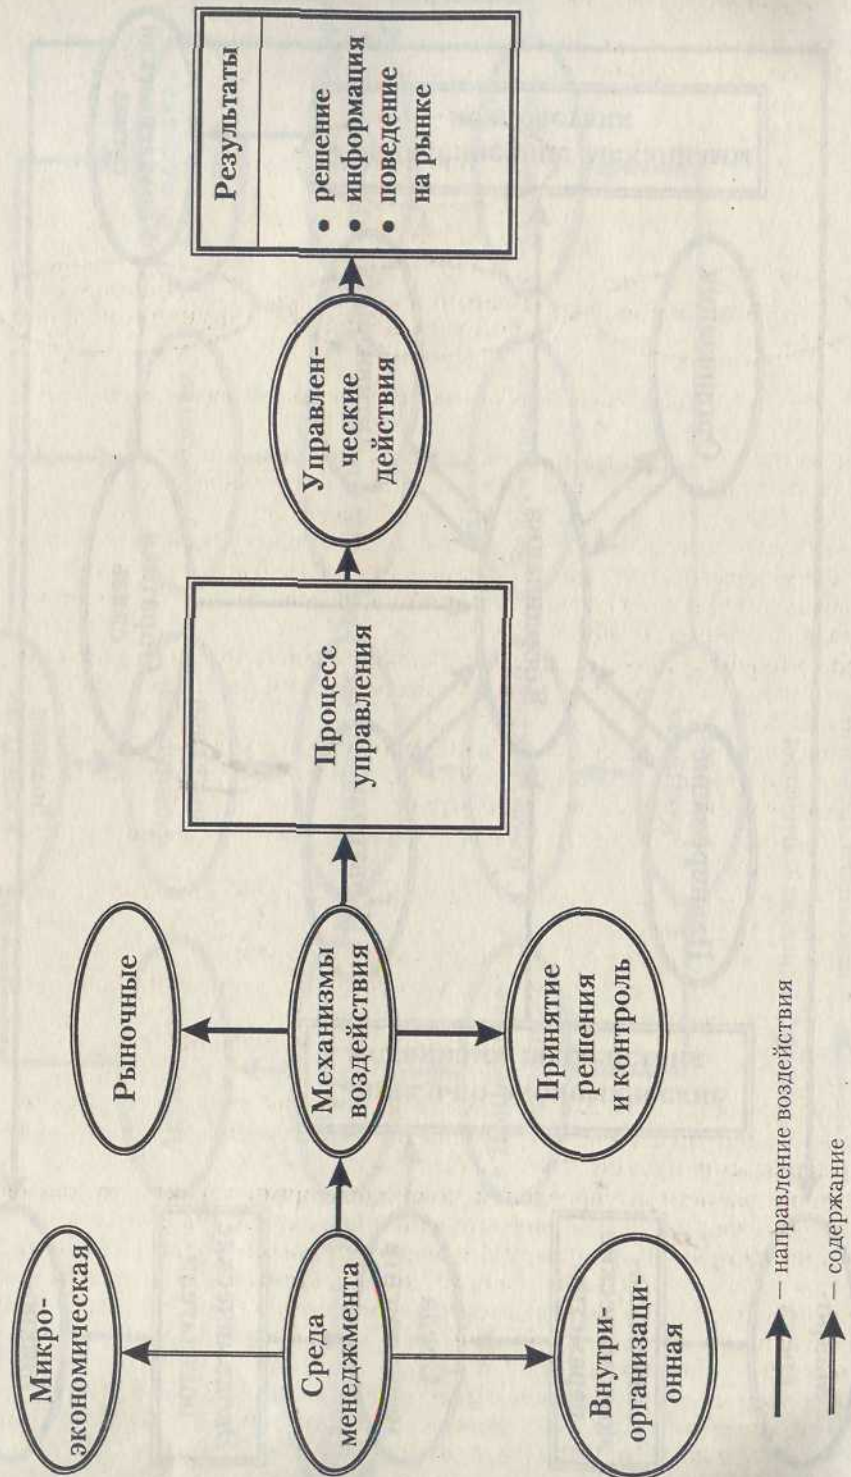 Микро-
экономическая
Среда
менеджмента
Внутри-
организаци-
онная
Рыночные
Механизмы
воздействия
Принятие
решения
и контроль
Процесс
управления
Управлен-
ческие
действия
Результаты
• решение
• информация
• поведение
на рынке
— направление воздействия
— содержание